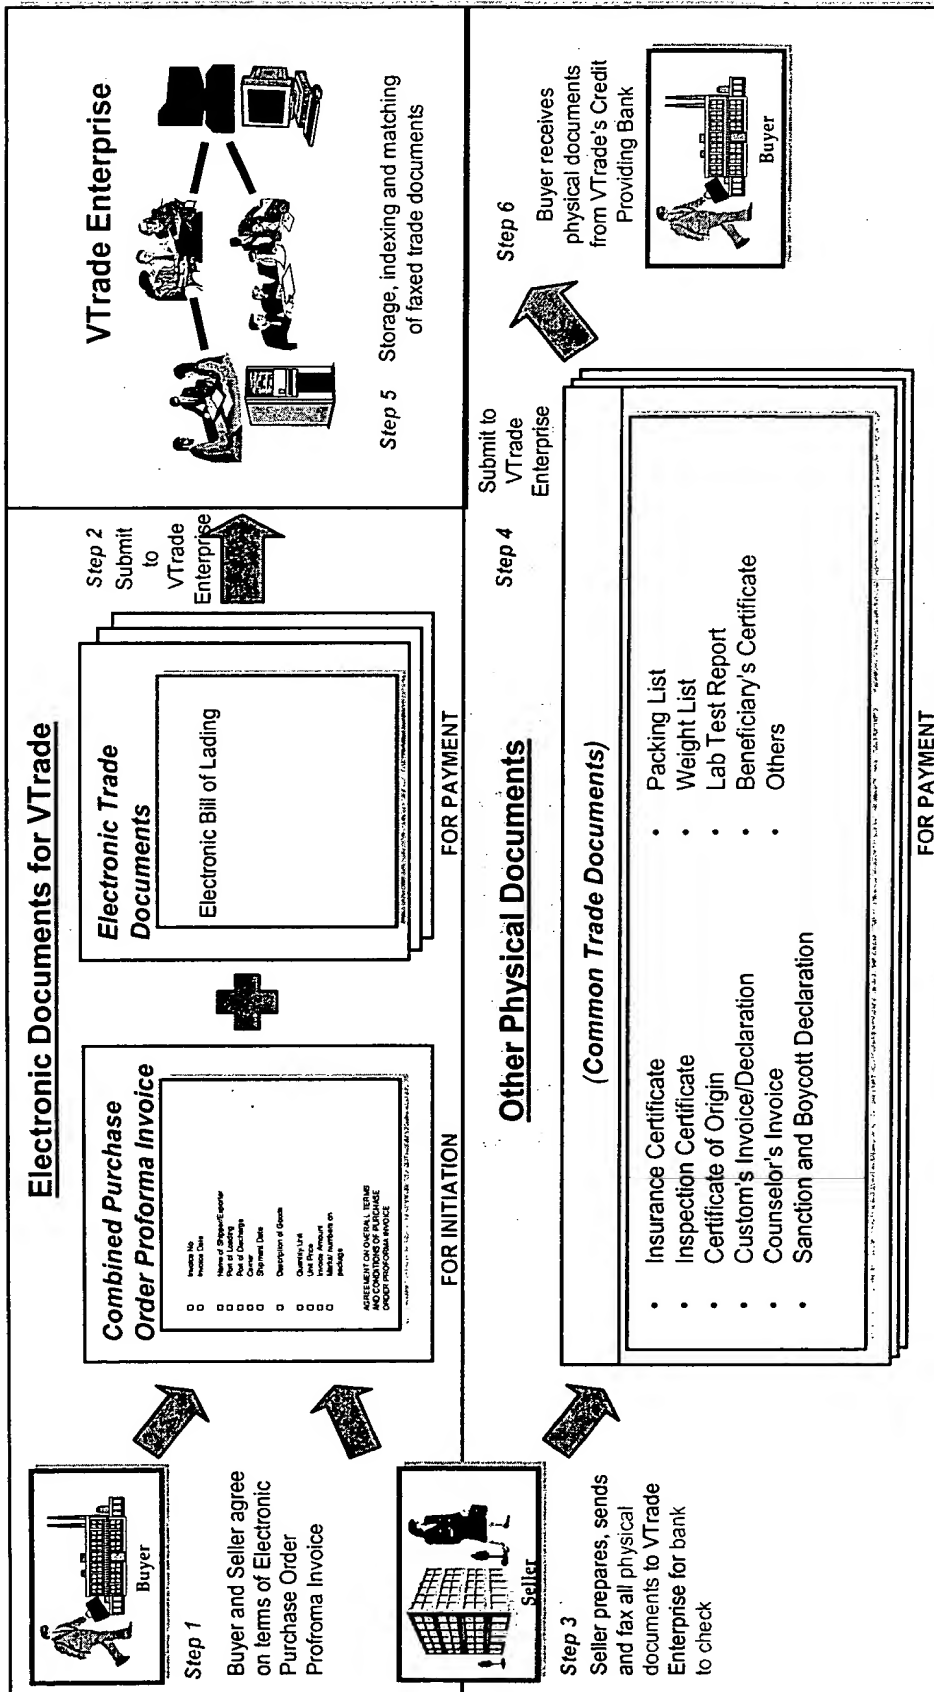 Electronic Documents for VTrade
Buyer
Step 1
Buyer and Seller agree
on terms of Electronic
Purchase Order
Profroma Invoice
Combined Purchase
Order Proforma Invoice
Invoice No
Invoice Date
Name of Shipper/Exporter
Port of Loading
Port of Discharge
Carrier
Shipment Date
Description of Goods
Quantity Unit
Unit Price
Invoice Amount
Marks/ numbers on
package
AGREEMENT ON OVERALL TERMS
AND CONDITIONS OF PURCHASE
ORDER PROFORMA INVOICE
FOR INITIATION
Electronic Trade
Documents
Electronic Bill of Lading
FOR PAYMENT
Step 2
Submit
to
VTrade
Enterprise
VTrade Enterprise
Step 5 Storage, indexing and matching
of faxed trade documents
Other Physical Documents
Seller
Step 3
Seller prepares, sends
and fax all physical
documents to VTrade
Enterprise for bank
to check
(Common Trade Documents)
• Insurance Certificate
• Inspection Certificate
• Certificate of Origin
• Custom's Invoice/Declaration
• Counselor's Invoice
• Sanction and Boycott Declaration
• Packing List
• Weight List
• Lab Test Report
• Beneficiary's Certificate
• Others
FOR PAYMENT
Step 4 Submit to
VTrade
Enterprise
Step 6
Buyer receives
physical documents
from VTrade's Credit
Providing Bank
Buyer